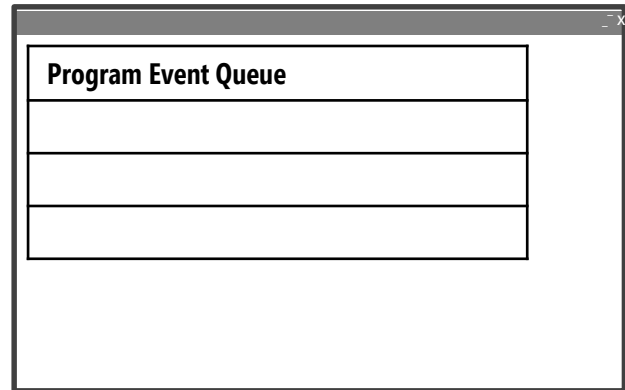 _ ‾ X
Program Event Queue